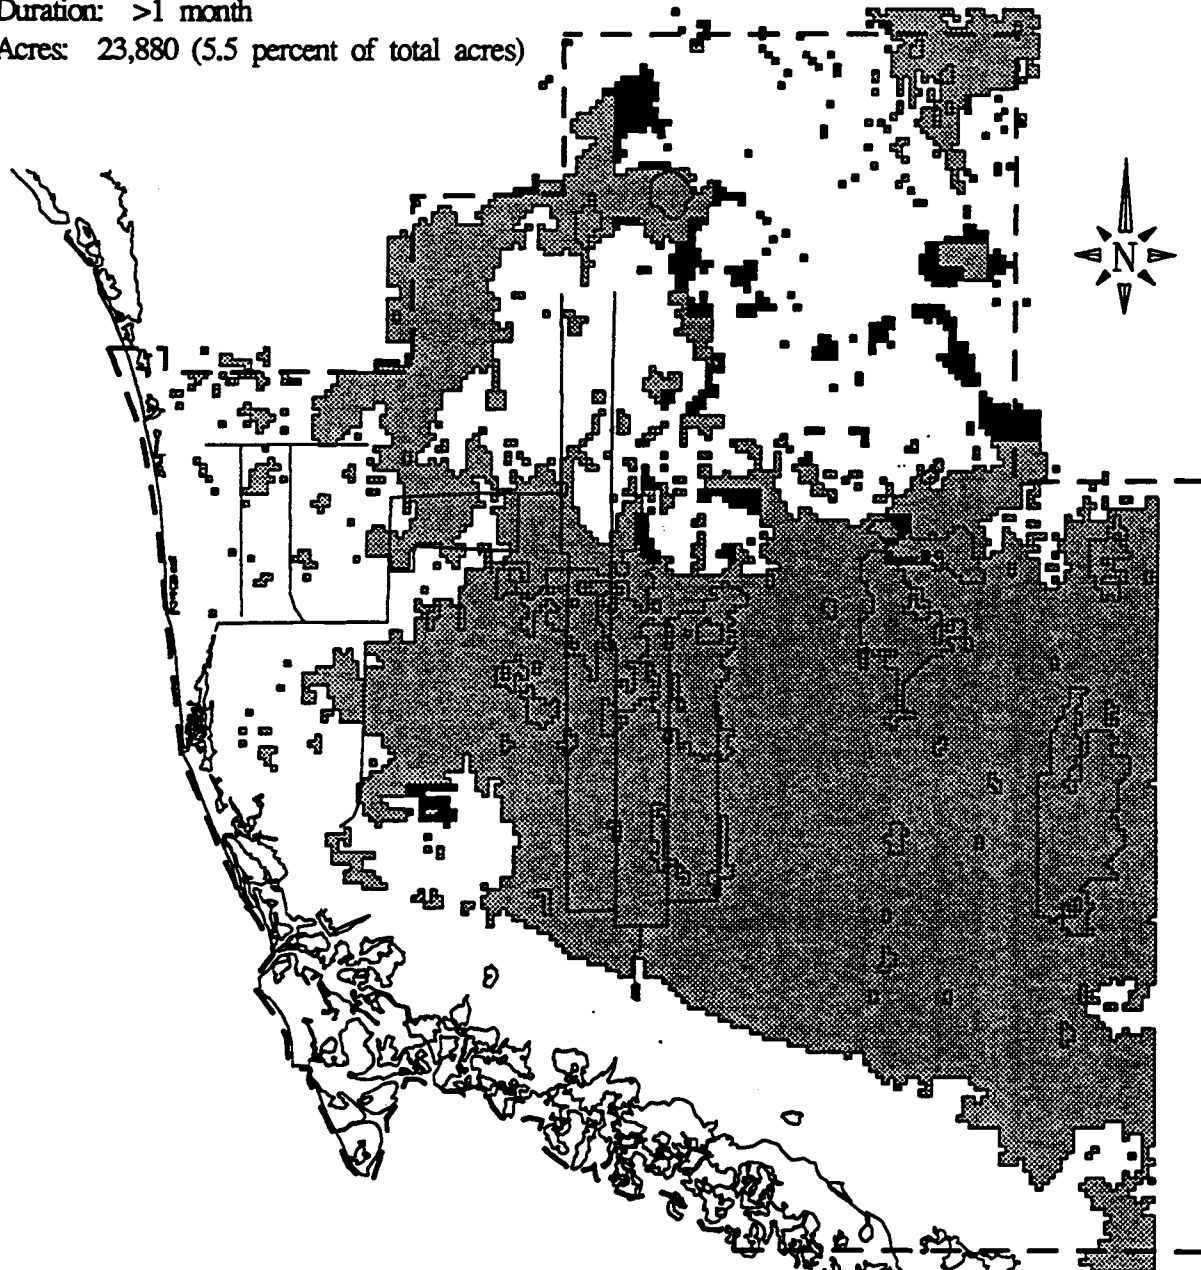 Duration: >1 month
Acres: 23,880 (5.5 percent of total acres)
N